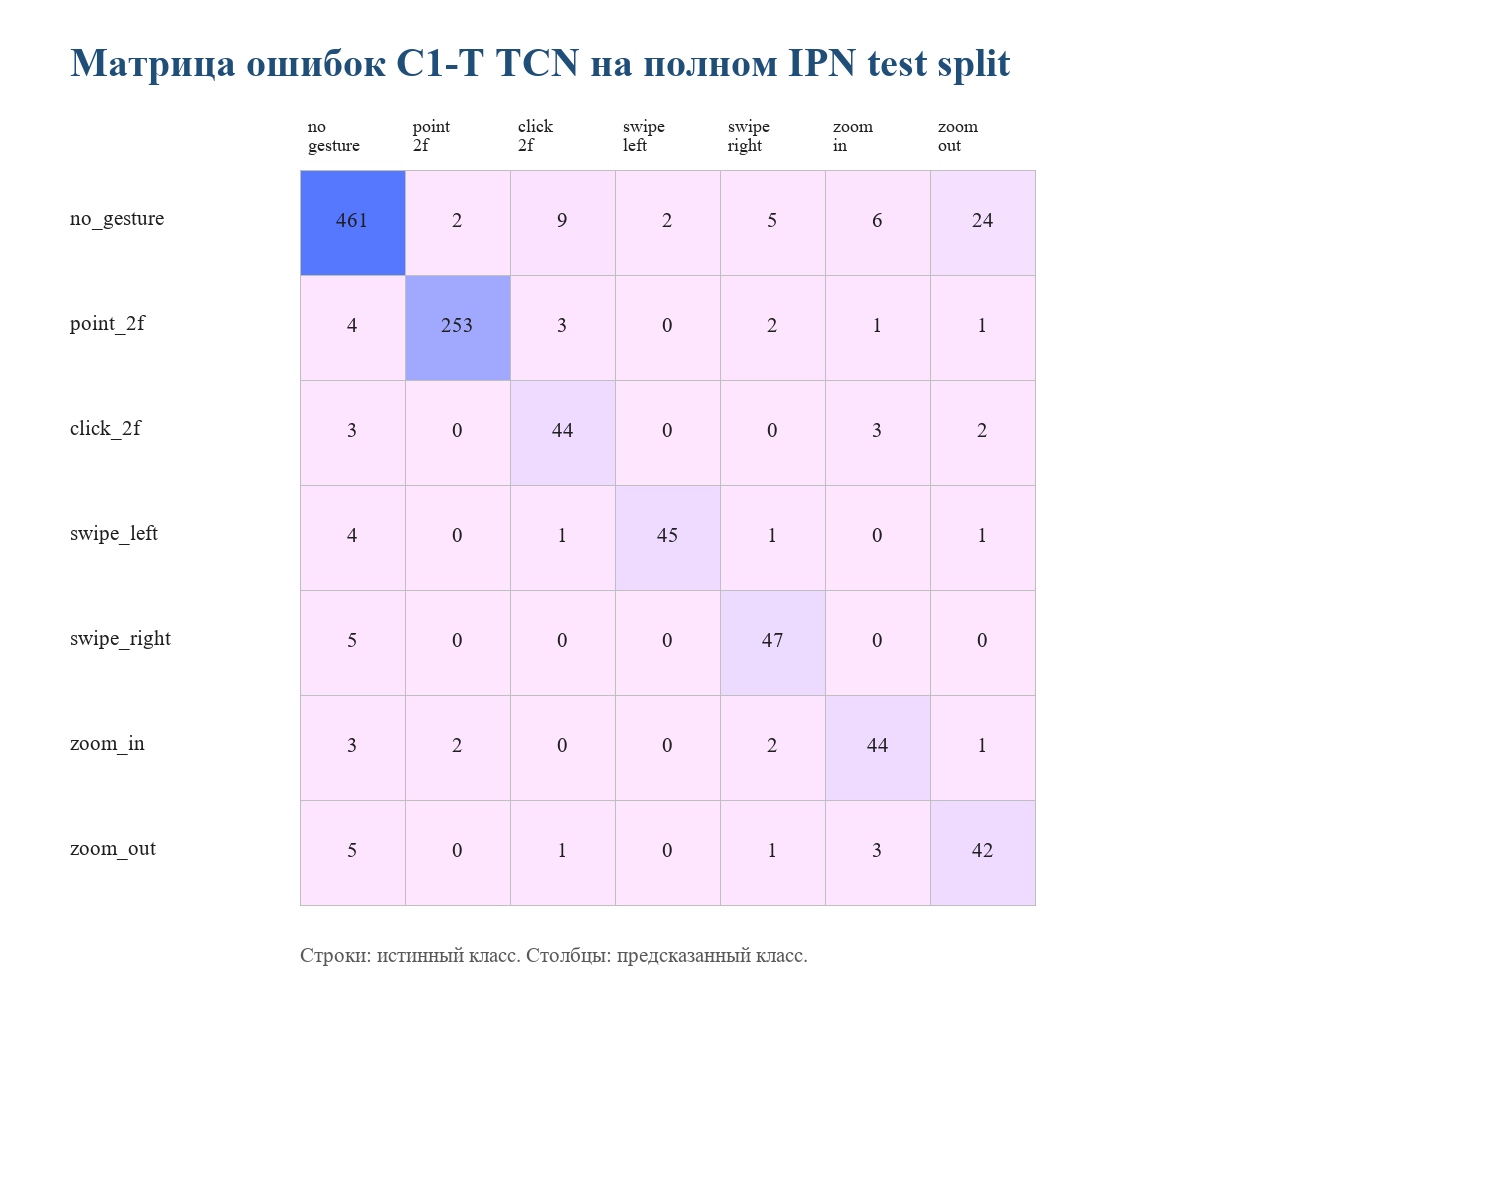 Матрица ошибок C1-T TCN на полном IPN test split
no gesture point 2f click 2f swipe left swipe right zoom in zoom out
no_gesture 461 2 9 2 5 6 24
point_2f 4 253 3 0 2 1 1
click_2f 3 0 44 0 0 3 2
swipe_left 4 0 1 45 1 0 1
swipe_right 5 0 0 0 47 0 0
zoom_in 3 2 0 0 2 44 1
zoom_out 5 0 1 0 1 3 42
Строки: истинный класс. Столбцы: предсказанный класс.